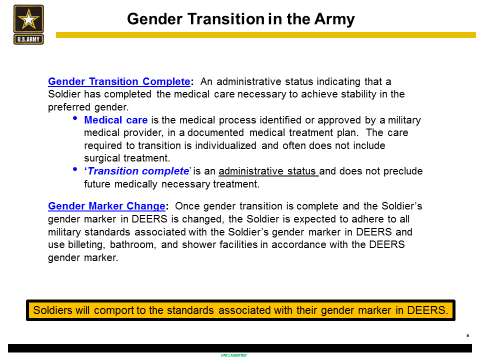 Gender Transition in the Army
U.S.ARMY
Gender Transition Complete: An administrative status indicating that a
Soldier has completed the medical care necessary to achieve stability in the
preferred gender.
• Medical care is the medical process identified or approved by a military
medical provider, in a documented medical treatment plan. The care
required to transition is individualized and often does not include
surgical treatment.
• ‘Transition complete’ is an administrative status and does not preclude
future medically necessary treatment.
Gender Marker Change: Once gender transition is complete and the Soldier’s
gender marker in DEERS is changed, the Soldier is expected to adhere to all
military standards associated with the Soldier’s gender marker in DEERS and
use billeting, bathroom, and shower facilities in accordance with the DEERS
gender marker.
Soldiers will comport to the standards associated with their gender marker in DEERS.
UNCLASSIFIED